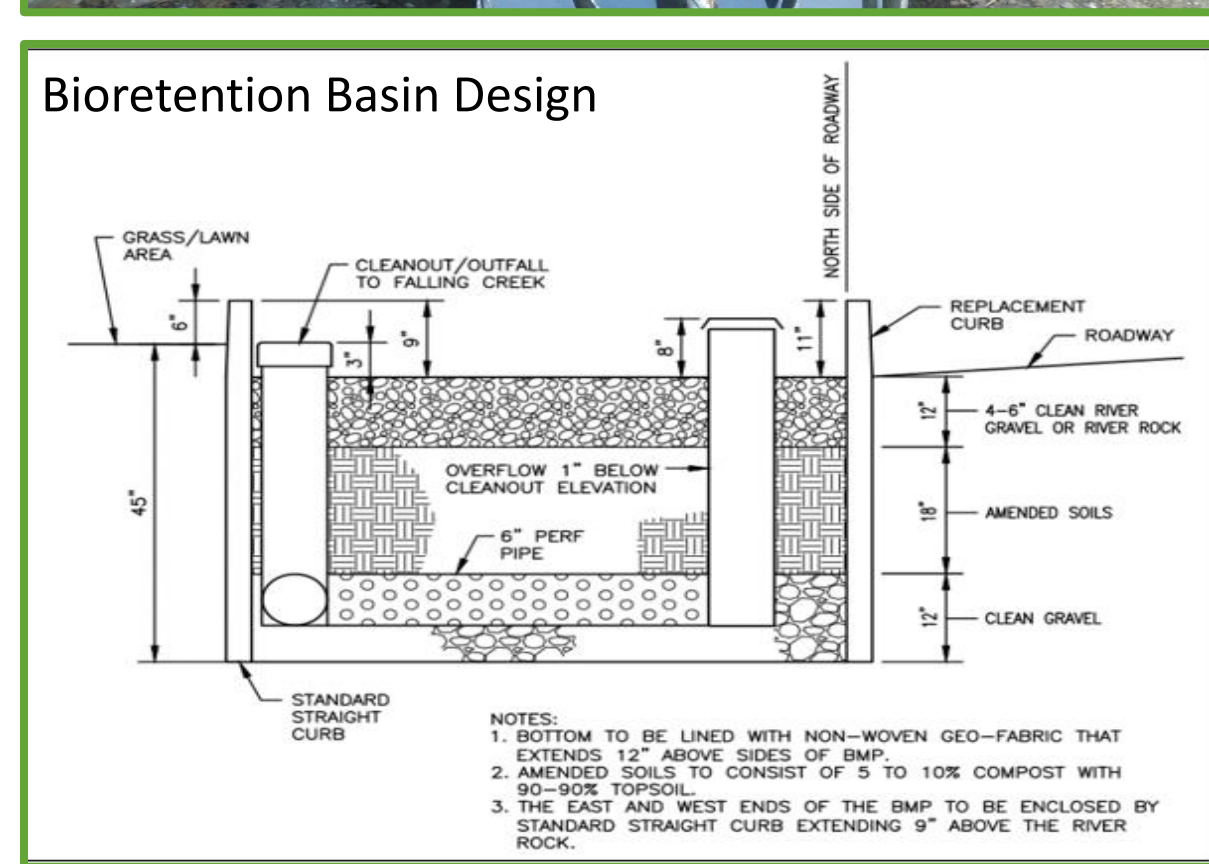 Bioretention Basin Design
NORTH SIDE OF ROADWAY
GRASS/LAWN
AREA
CLEANOUT/OUTFALL
TO FALLING CREEK
6"
3"
9"
8"
11"
REPLACEMENT
CURB
ROADWAY
12"
4-6" CLEAN RIVER
GRAVEL OR RIVER ROCK
OVERFLOW 1" BELOW
CLEANOUT ELEVATION
45"
18"
AMENDED SOILS
6" PERF
PIPE
12"
CLEAN GRAVEL
STANDARD
STRAIGHT
CURB
NOTES:
1. BOTTOM TO BE LINED WITH NON-WOVEN GEO-FABRIC THAT
EXTENDS 12" ABOVE SIDES OF BMP.
2. AMENDED SOILS TO CONSIST OF 5 TO 10% COMPOST WITH
90-90% TOPSOIL.
3. THE EAST AND WEST ENDS OF THE BMP TO BE ENCLOSED BY
STANDARD STRAIGHT CURB EXTENDING 9" ABOVE THE RIVER
ROCK.